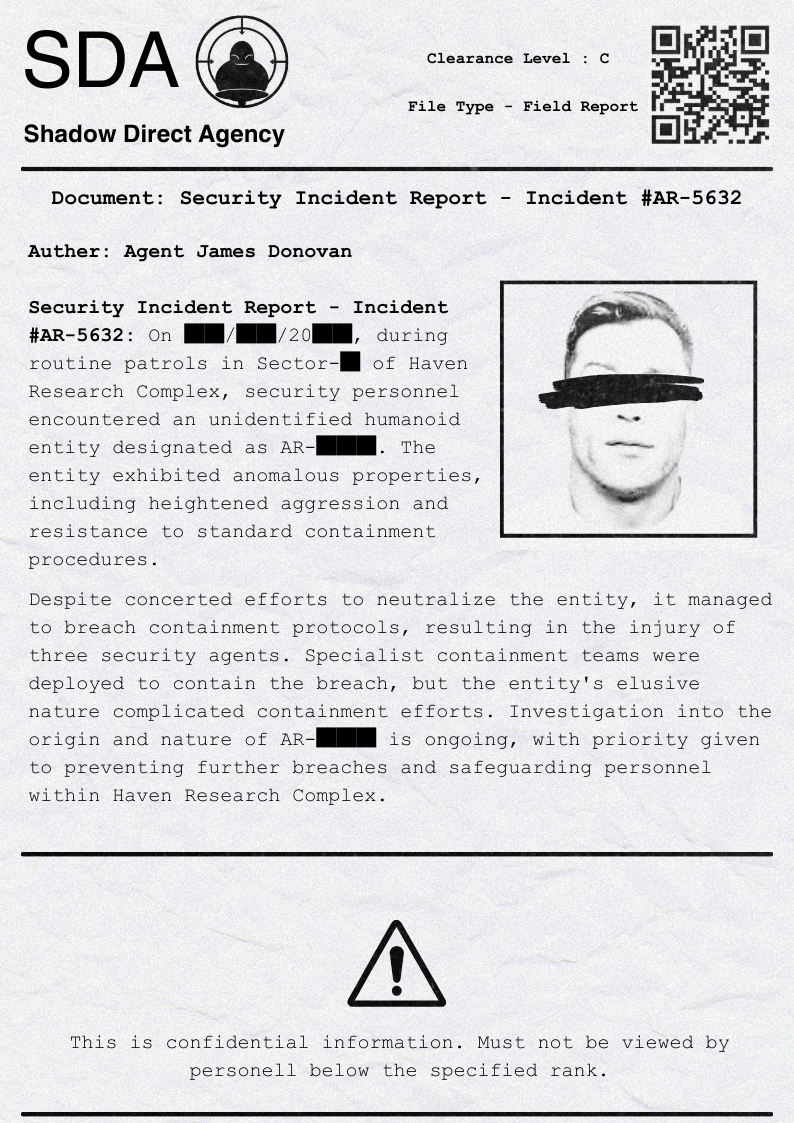 SDA
Shadow Direct Agency
Clearance Level : C
File Type - Field Report
Document: Security Incident Report - Incident #AR-5632
Auther: Agent James Donovan
Security Incident Report - Incident
#AR-5632: On ███/███/20███, during
routine patrols in Sector-██ of Haven
Research Complex, security personnel
encountered an unidentified humanoid
entity designated as AR-█████. The
entity exhibited anomalous properties,
including heightened aggression and
resistance to standard containment
procedures.
Despite concerted efforts to neutralize the entity, it managed
to breach containment protocols, resulting in the injury of
three security agents. Specialist containment teams were
deployed to contain the breach, but the entity's elusive
nature complicated containment efforts. Investigation into the
origin and nature of AR-█████ is ongoing, with priority given
to preventing further breaches and safeguarding personnel
within Haven Research Complex.
This is confidential information. Must not be viewed by
personell below the specified rank.